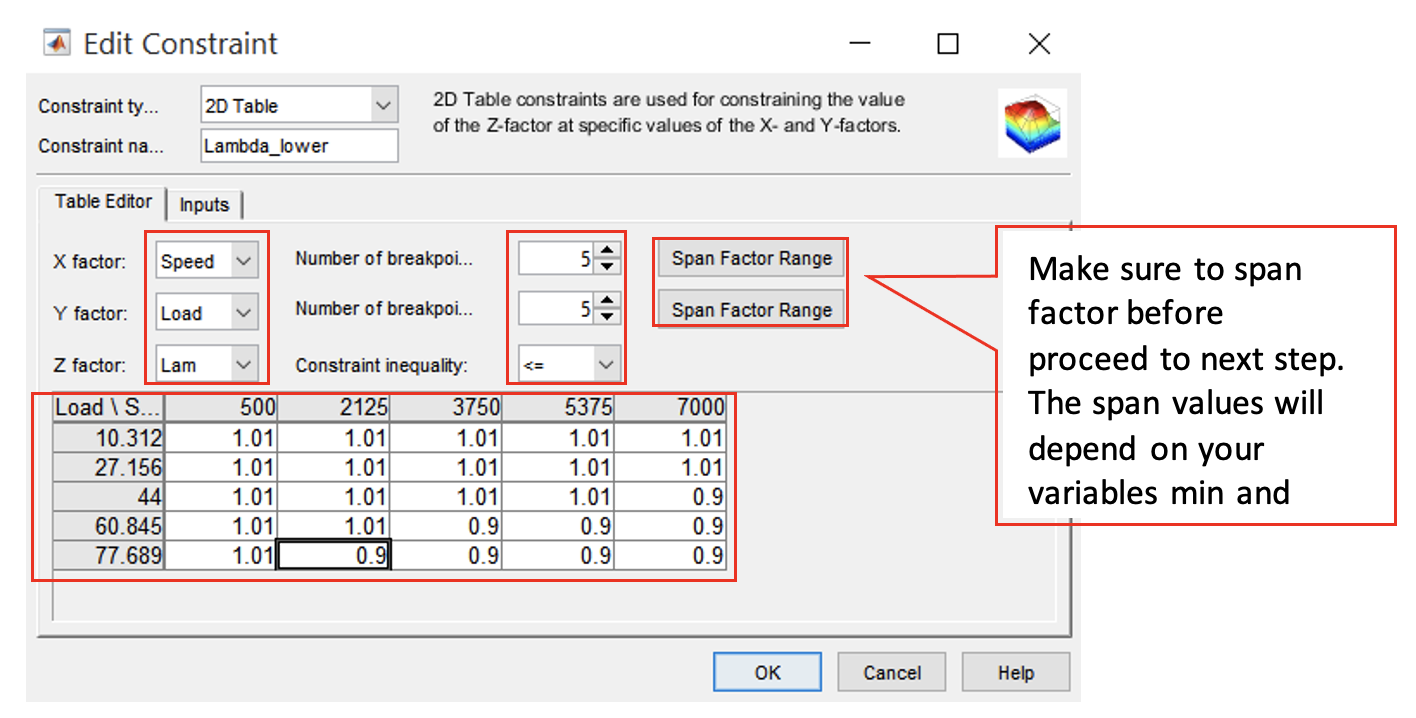 Edit Constraint
Constraint ty... 2D Table
2D Table constraints are used for constraining the value
of the Z-factor at specific values of the X- and Y-factors.
Constraint na... Lambda_lower
Table Editor Inputs
X factor: Speed Number of breakpoi... 5 Span Factor Range
Y factor: Load Number of breakpoi... 5 Span Factor Range
Z factor: Lam Constraint inequality: <=
Load \ S... 500 2125 3750 5375 7000
10.312 1.01 1.01 1.01 1.01 1.01
27.156 1.01 1.01 1.01 1.01 1.01
44 1.01 1.01 1.01 1.01 0.9
60.845 1.01 1.01 0.9 0.9 0.9
77.689 1.01 0.9 0.9 0.9 0.9
OK Cancel Help
Make sure to span
factor before
proceed to next step.
The span values will
depend on your
variables min and